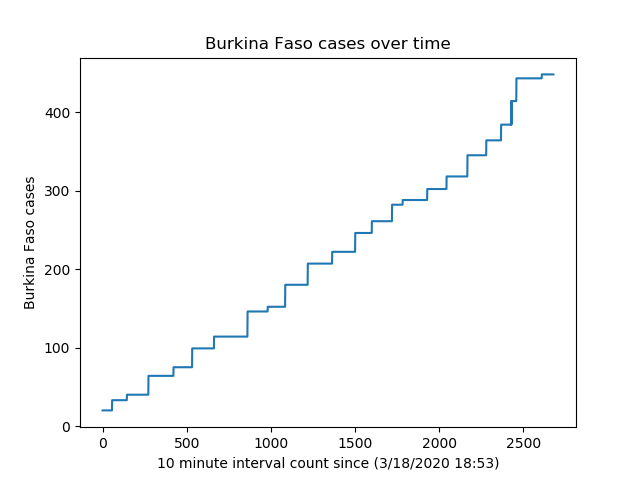 Burkina Faso cases over time
Burkina Faso cases
400
300
200
100
0
0 500 1000 1500 2000 2500
10 minute interval count since (3/18/2020 18:53)